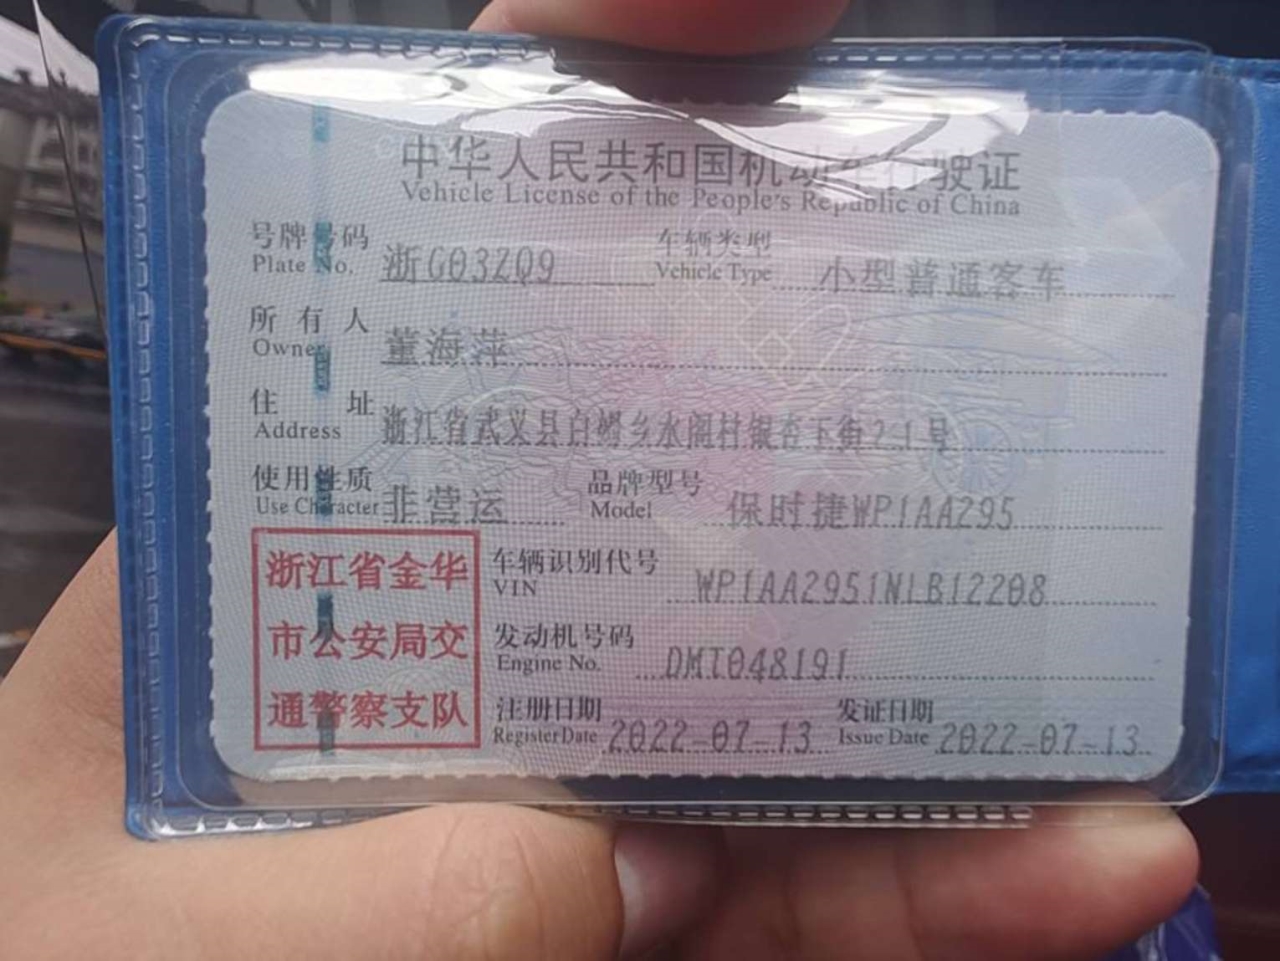 中华人民共和国机动车行驶证
Vehicle License of the People's Republic of China
号牌号码 浙G03ZQ9 车辆类型 小型普通客车
Plate No. Vehicle Type
所有人 董海萍
Owner
住址 浙江省武义县白姆乡水阁村银杏下街21号
Address
使用性质 非营运 品牌型号 保时捷WP1AA295
Use Character Model
浙江省金华
市公安局交
通警察支队
车辆识别代号 WP1AA2951NLB12208
VIN
发动机号码 DMT048191
Engine No.
注册日期 2022-07-13 发证日期 2022-07-13
Register Date Issue Date